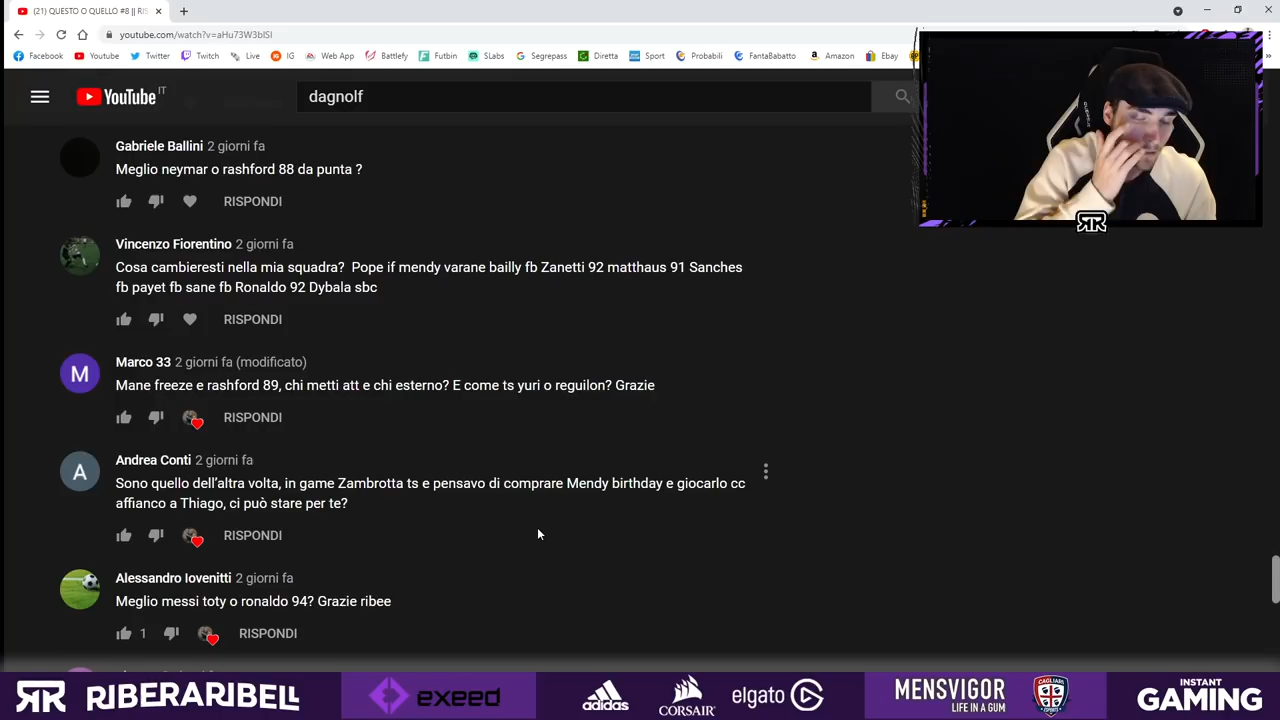 (21) QUESTO O QUELLO #8 || RIS
youtube.com/watch?v=aHu73W3bISI
Facebook Youtube Twitter Twitch Live IG Web App Battlefy Futbin SLabs Segrepass Diretta Sport Probabili FantaBabatto Amazon Ebay
YouTube IT
dagnolf
Gabriele Ballini 2 giorni fa
Meglio neymar o rashford 88 da punta ?
RISPONDI
Vincenzo Fiorentino 2 giorni fa
Cosa cambieresti nella mia squadra? Pope if mendy varane bailly fb Zanetti 92 matthaus 91 Sanches
fb payet fb sane fb Ronaldo 92 Dybala sbc
RISPONDI
Marco 33 2 giorni fa (modificato)
M
Mane freeze e rashford 89, chi metti att e chi esterno? E come ts yuri o reguilon? Grazie
RISPONDI
Andrea Conti 2 giorni fa
A
Sono quello dell'altra volta, in game Zambrotta ts e pensavo di comprare Mendy birthday e giocarlo cc
affianco a Thiago, ci può stare per te?
RISPONDI
Alessandro Iovenitti 2 giorni fa
Meglio messi toty o ronaldo 94? Grazie ribee
1 RISPONDI
RIBERARIBELL
exeed
adidas
CORSAIR
elgato
MENSVIGOR
LIFE IN A GUM
CAGLIARI
INSTANT
GAMING